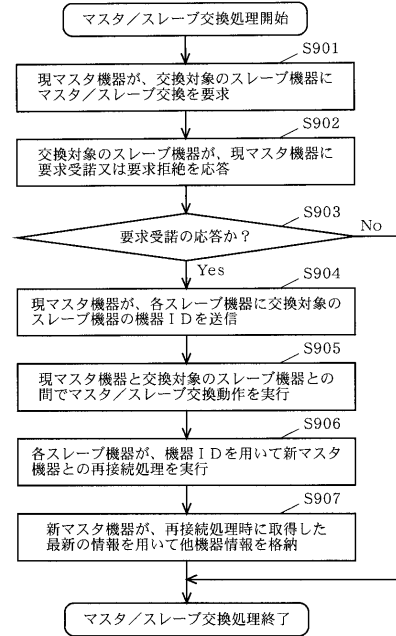 マスタ／スレーブ交換処理開始
S901
現マスタ機器が、交換対象のスレーブ機器に
マスタ／スレーブ交換を要求
S902
交換対象のスレーブ機器が、現マスタ機器に
要求受諾又は要求拒絶を応答
S903
要求受諾の応答か？
No
Yes
S904
現マスタ機器が、各スレーブ機器に交換対象の
スレーブ機器の機器ＩＤを送信
S905
現マスタ機器と交換対象のスレーブ機器との
間でマスタ／スレーブ交換動作を実行
S906
各スレーブ機器が、機器ＩＤを用いて新マスタ
機器との再接続処理を実行
S907
新マスタ機器が、再接続処理時に取得した
最新の情報を用いて他機器情報を格納
マスタ／スレーブ交換処理終了